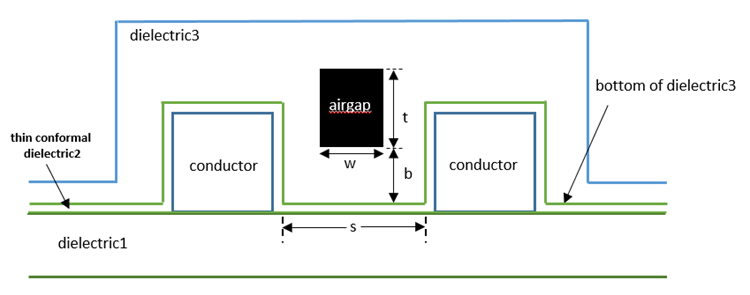 dielectric3
airgap
bottom of dielectric3
t
thin conformal
dielectric2
conductor
w
b
conductor
s
dielectric1